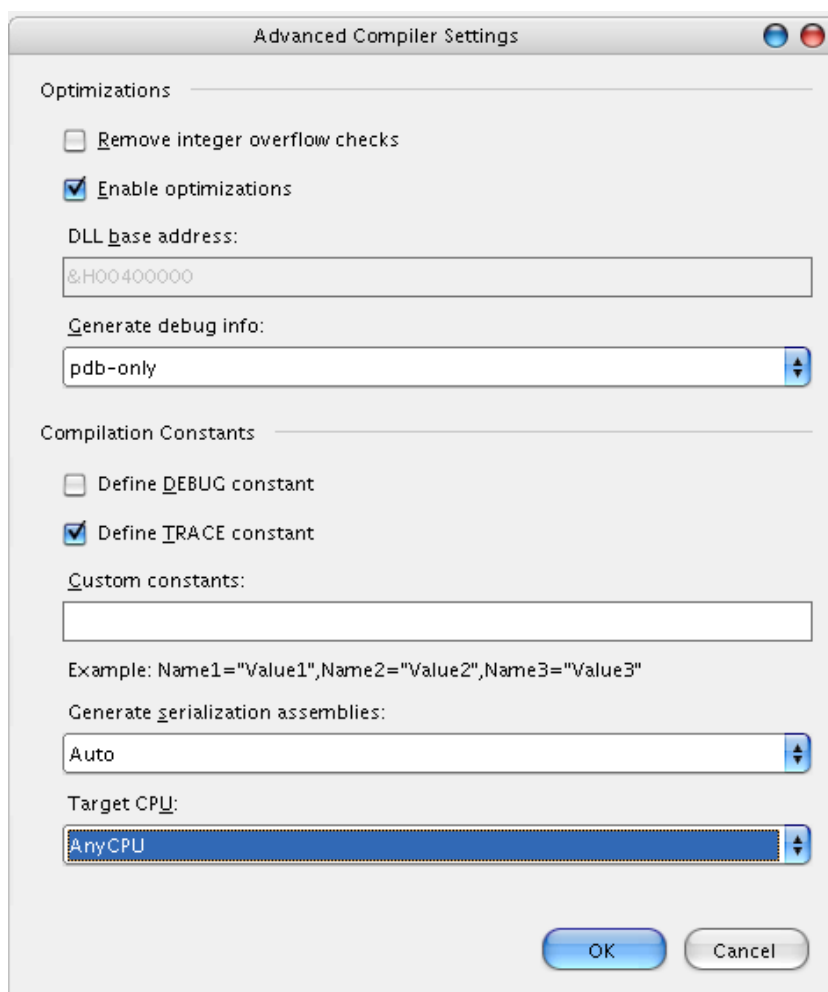 Advanced Compiler Settings
Optimizations
Remove integer overflow checks
Enable optimizations
DLL base address:
&H00400000
Generate debug info:
pdb-only
Compilation Constants
Define DEBUG constant
Define TRACE constant
Custom constants:
Example: Name1="Value1",Name2="Value2",Name3="Value3"
Generate serialization assemblies:
Auto
Target CPU:
AnyCPU
OK Cancel